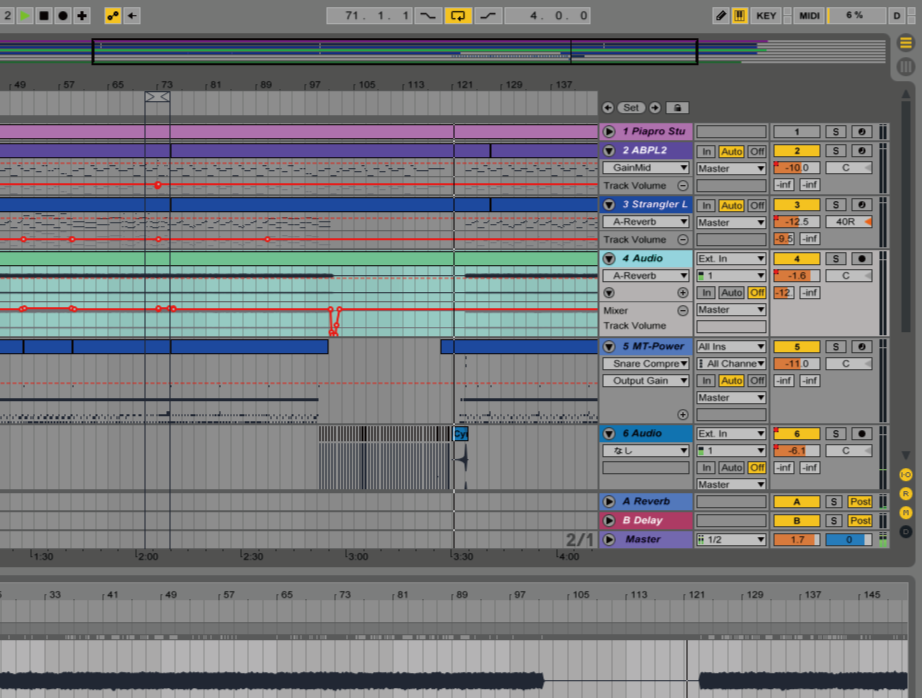 2 71. 1. 1 4. 0. 0 KEY MIDI 6 % D
49 57 65 73 81 89 97 105 113 121 129 137
Set
1 Piapro Stu 1 S
2 ABPL2 In Auto Off 2 S
GainMid Master -10.0 C
Track Volume -inf -inf
3 Strangler L In Auto Off 3 S
A-Reverb Master -12.5 40R
Track Volume -9.5 -inf
4 Audio Ext. In 4 S
A-Reverb 1 -1.6 C
In Auto Off -12. -inf
Mixer Master
Track Volume
5 MT-Power All Ins 5 S
Snare Compre All Channe -11.0 C
Output Gain In Auto Off -inf -inf
Master
6 Audio Ext. In 6 S
なし 1 -6.1 C
In Auto Off -inf -inf
Master
A Reverb A S Post
B Delay B S Post
2/1 Master 1/2 1.7 0
1:30 2:00 2:30 3:00 3:30 4:00
33 41 49 57 65 73 81 89 97 105 113 121 129 137 145